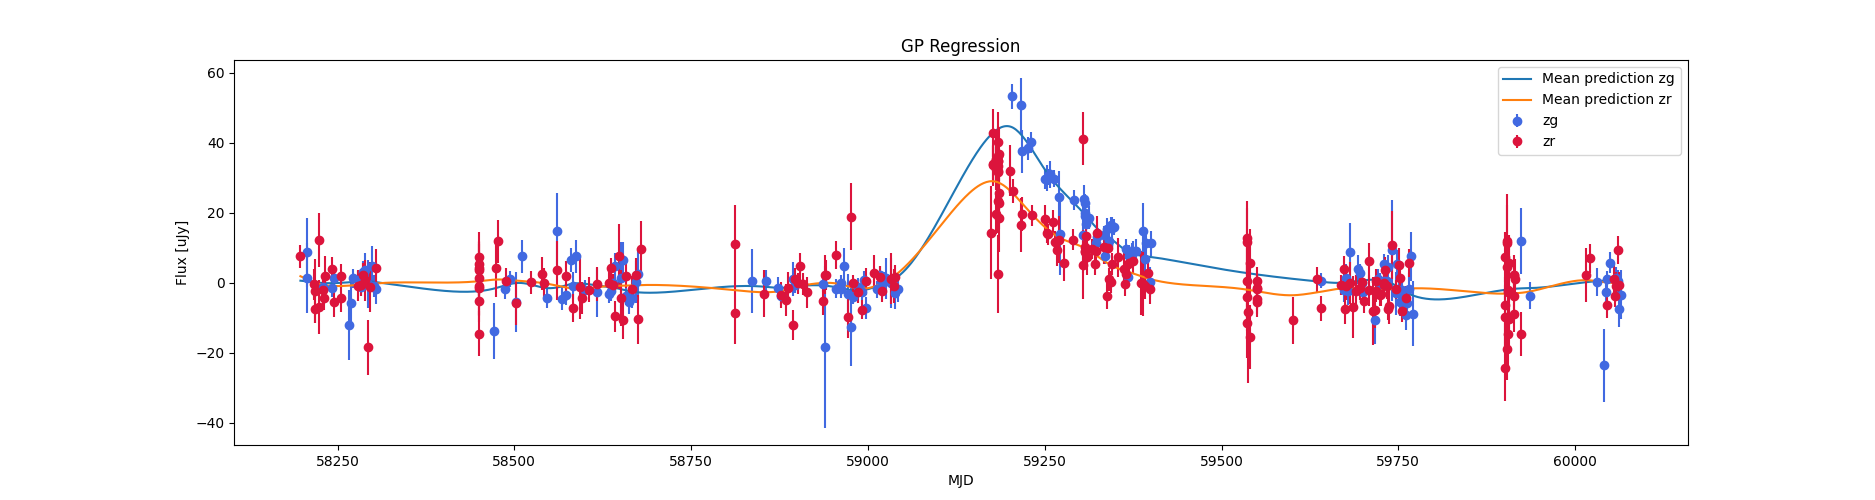 GP Regression
Flux [uJy]
60
40
20
0
−20
−40
58250
58500
58750
59000
59250
59500
59750
60000
MJD
Mean prediction zg
Mean prediction zr
zg
zr